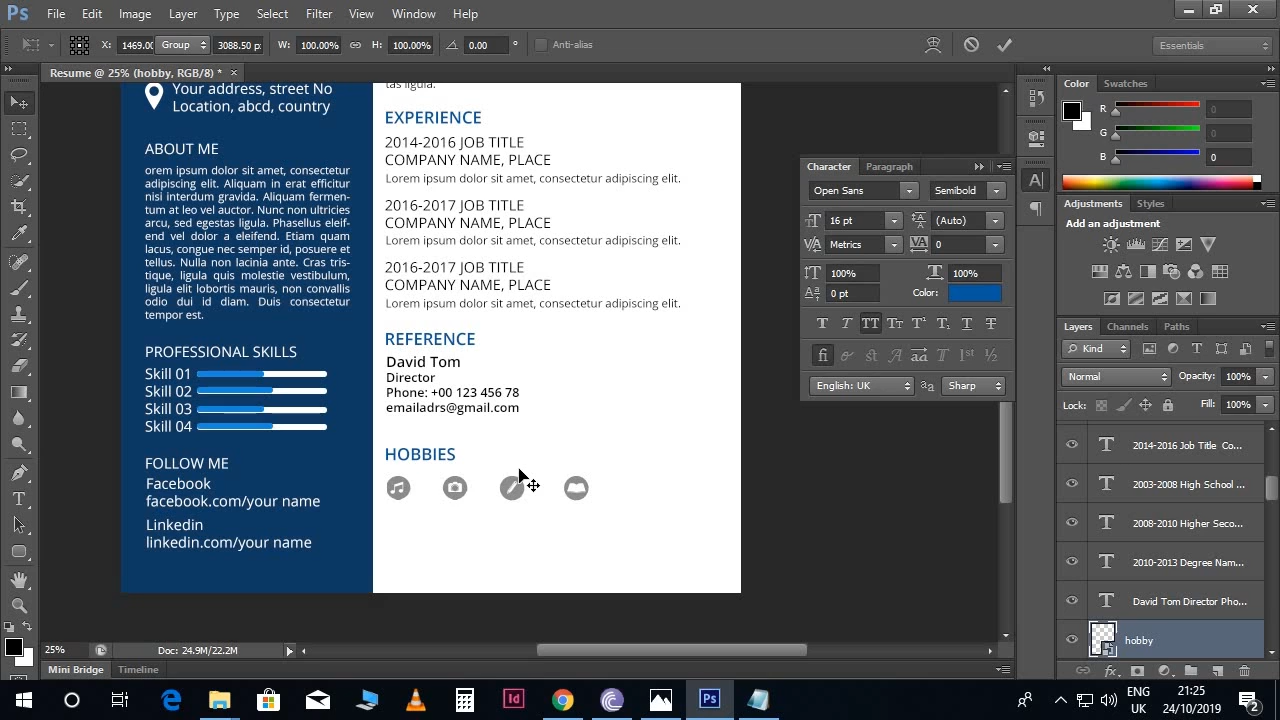 Ps File Edit Image Layer Type Select Filter View Window Help
X: 1469.00 Group 3088.50 p W: 100.00% H: 100.00% 0.00 ° Anti-alias Essentials
Resume @ 25% (hobby, RGB/8) * ×
Your address, street No
Location, abcd, country
ABOUT ME
orem ipsum dolor sit amet, consectetur
adipiscing elit. Aliquam in erat efficitur
nisi interdum gravida. Aliquam fermen-
tum at leo vel auctor. Nunc non ultricies
arcu, sed egestas ligula. Phasellus eleif-
end vel dolor a eleifend. Etiam quam
lacus, congue nec semper id, posuere et
tellus. Nulla non lacinia ante. Cras tris-
tique, ligula quis molestie vestibulum,
ligula elit lobortis mauris, non convallis
odio dui id diam. Duis consectetur
tempor est.
PROFESSIONAL SKILLS
Skill 01
Skill 02
Skill 03
Skill 04
FOLLOW ME
Facebook
facebook.com/your name
Linkedin
linkedin.com/your name
tas ligula.
EXPERIENCE
2014-2016 JOB TITLE
COMPANY NAME, PLACE
Lorem ipsum dolor sit amet, consectetur adipiscing elit.
2016-2017 JOB TITLE
COMPANY NAME, PLACE
Lorem ipsum dolor sit amet, consectetur adipiscing elit.
2016-2017 JOB TITLE
COMPANY NAME, PLACE
Lorem ipsum dolor sit amet, consectetur adipiscing elit.
REFERENCE
David Tom
Director
Phone: +00 123 456 78
emailadrs@gmail.com
HOBBIES
Character Paragraph
Open Sans Semibold
16 pt (Auto)
Metrics 0
100% 100%
0 pt Color:
English: UK Sharp
Color Swatches
R 0
G 0
B 0
Adjustments Styles
Add an adjustment
Layers Channels Paths
Kind
Normal Opacity: 100%
Lock: Fill: 100%
2014-2016 Job Title Co...
2003-2008 High School ...
2008-2010 Higher Seco...
2010-2013 Degree Nam...
David Tom Director Pho...
hobby
25% Doc: 24.9M/22.2M
Mini Bridge Timeline
ENG 21:25
UK 24/10/2019 2